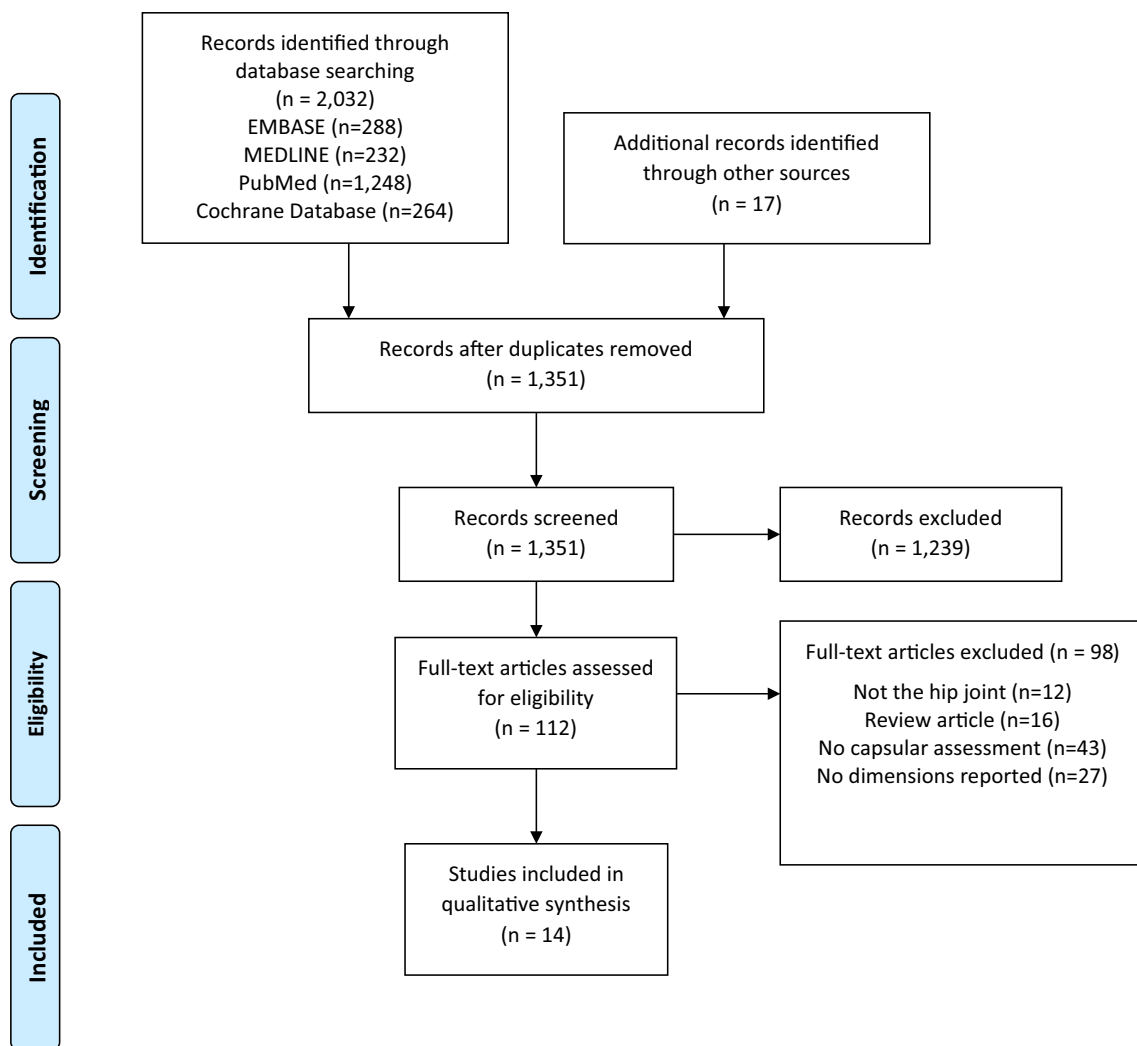 Identification
Records identified through
database searching
(n = 2,032)
EMBASE (n=288)
MEDLINE (n=232)
PubMed (n=1,248)
Cochrane Database (n=264)
Additional records identified
through other sources
(n = 17)
Screening
Records after duplicates removed
(n = 1,351)
Records screened
(n = 1,351)
Records excluded
(n = 1,239)
Eligibility
Full-text articles assessed
for eligibility
(n = 112)
Full-text articles excluded (n = 98)
Not the hip joint (n=12)
Review article (n=16)
No capsular assessment (n=43)
No dimensions reported (n=27)
Included
Studies included in
qualitative synthesis
(n = 14)